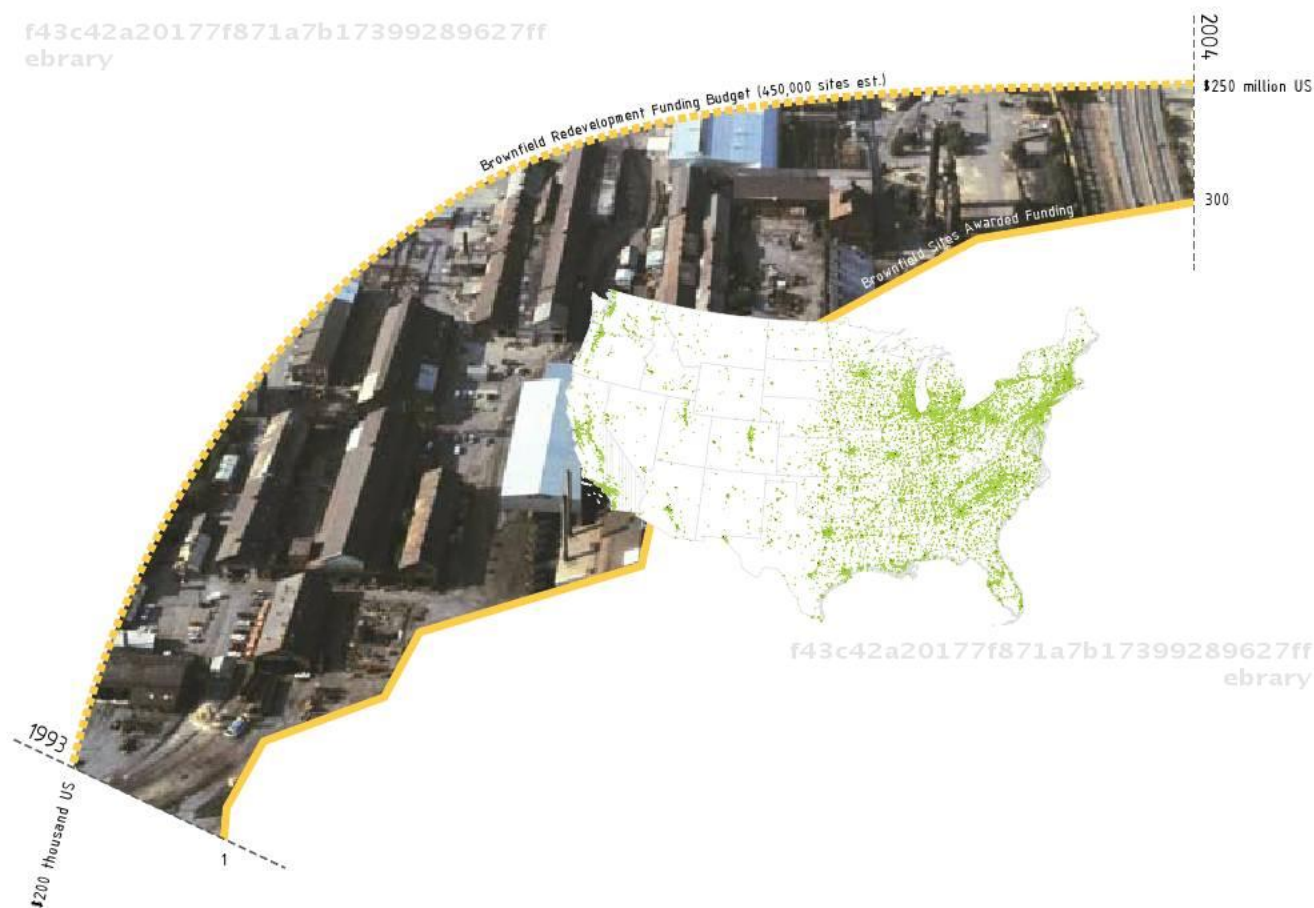 f43c42a20177f871a7b17399289627ff
ebrary
2004
$250 million US
Brownfield Redevelopment Funding Budget (450,000 sites est.)
300
Brownfield Sites Awarded Funding
f43c42a20177f871a7b17399289627ff
ebrary
1993
$200 thousand US
1